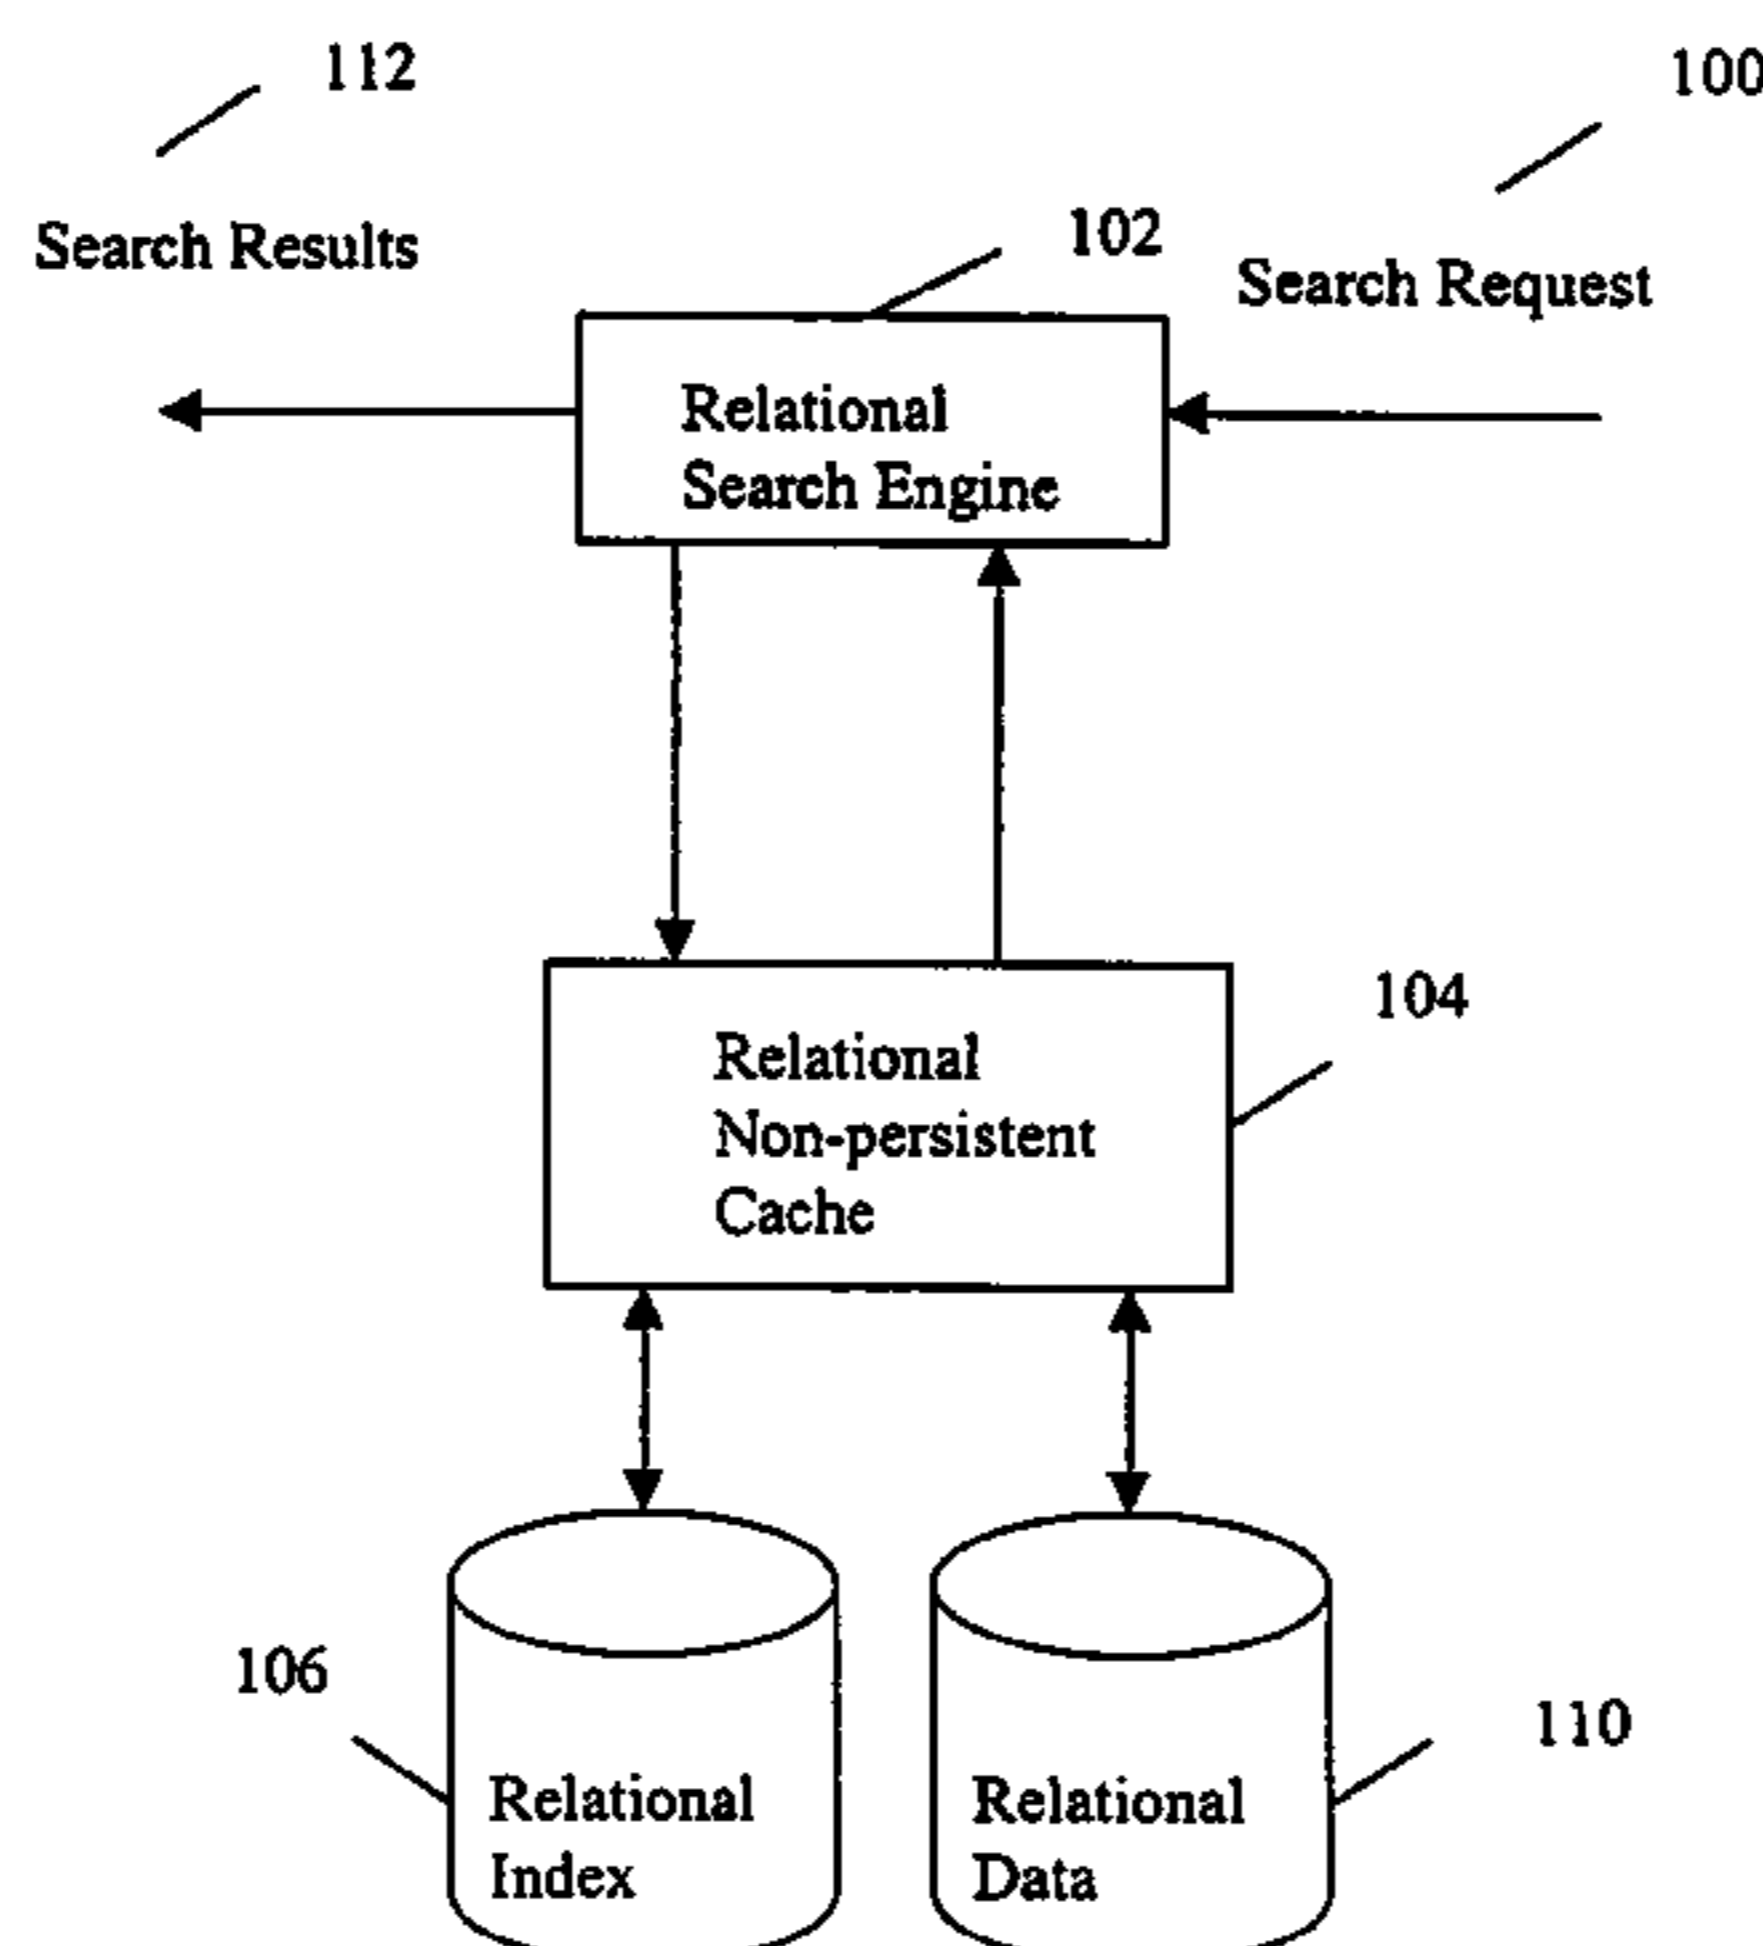 112
100
Search Results
102
Search Request
Relational
Search Engine
104
Relational
Non-persistent
Cache
106
110
Relational
Index
Relational
Data